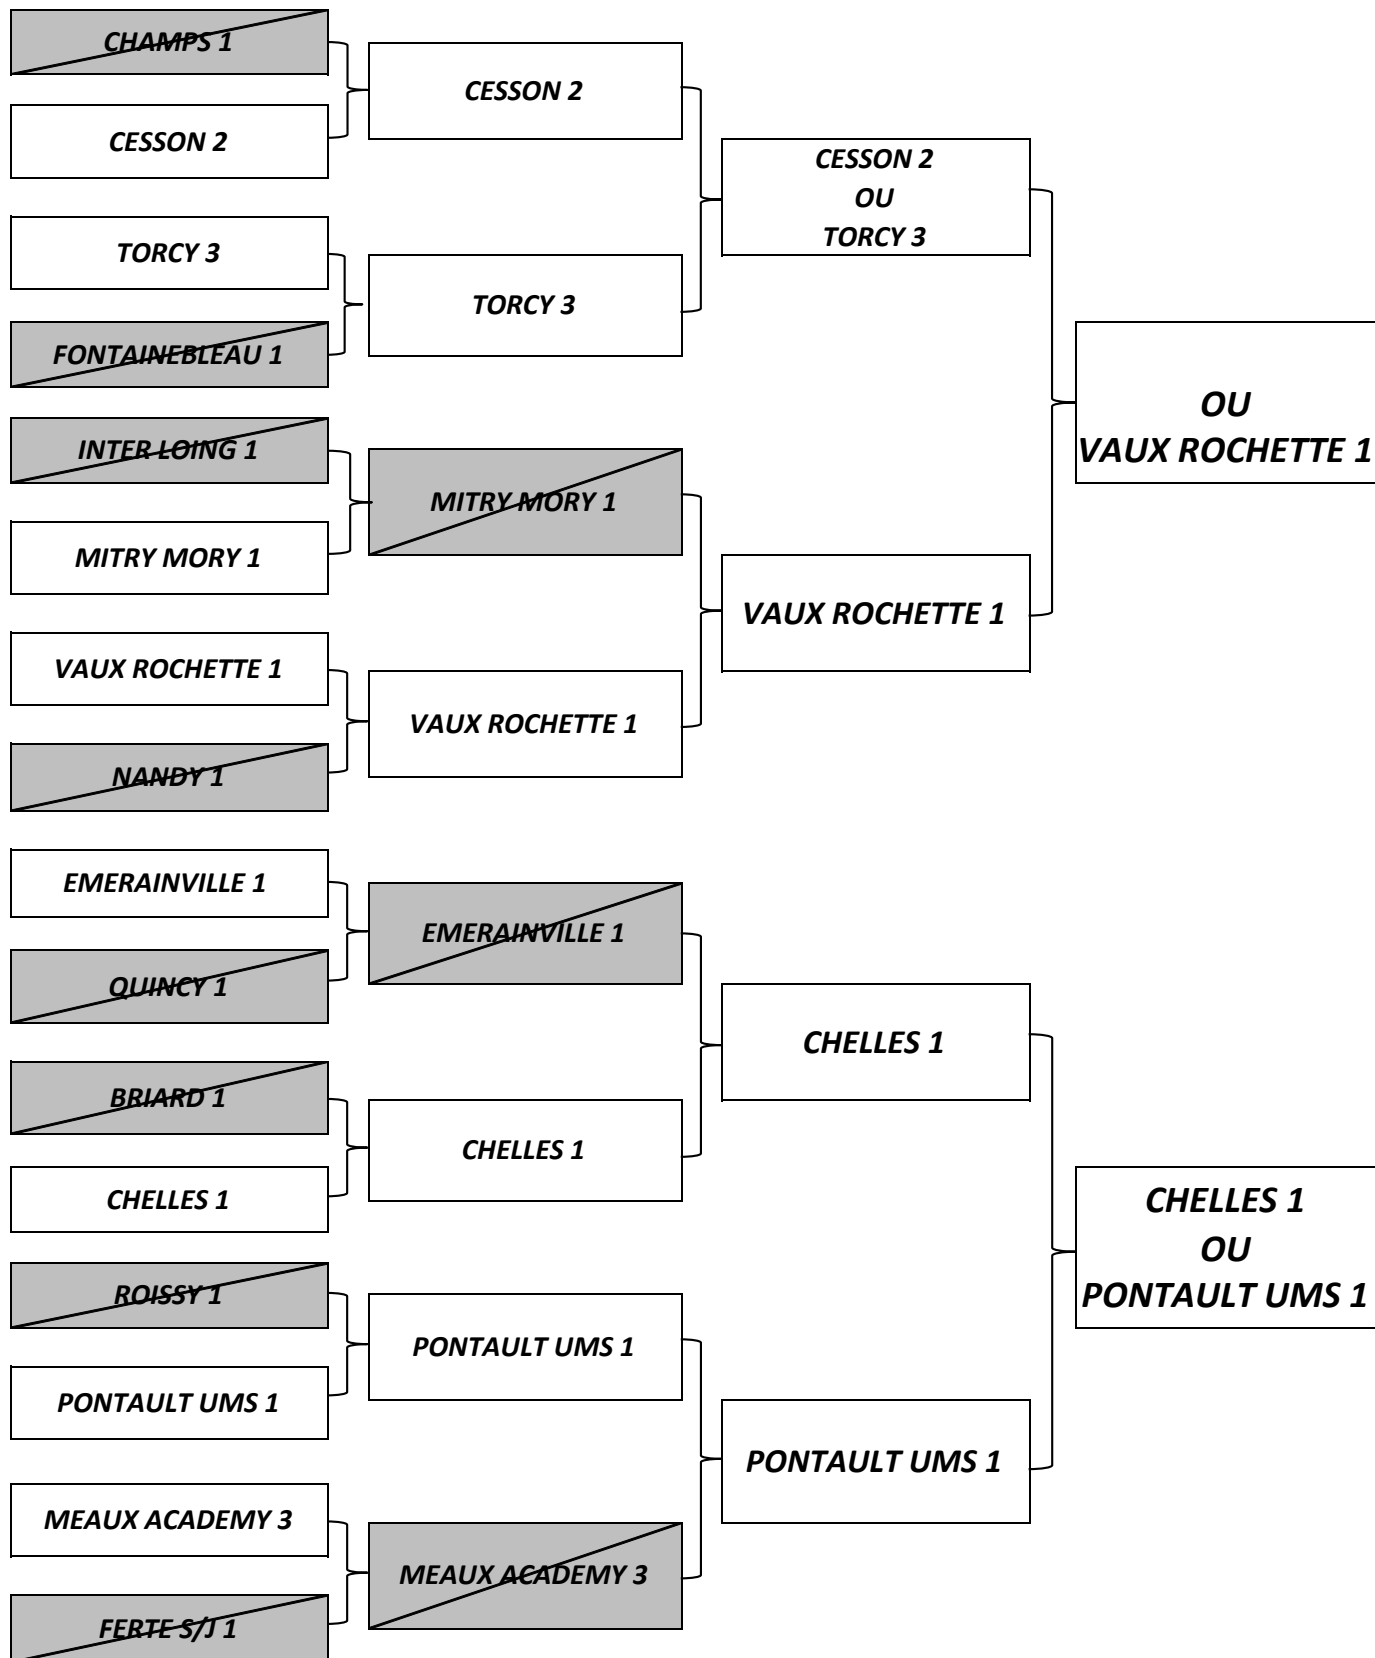 CHAMPS 1
CESSON 2
TORCY 3
FONTAINEBLEAU 1
INTER LOING 1
MITRY MORY 1
VAUX ROCHETTE 1
NANDY 1
EMERAINVILLE 1
QUINCY 1
BRIARD 1
CHELLES 1
ROISSY 1
PONTAULT UMS 1
MEAUX ACADEMY 3
FERTE S/J 1
CESSON 2
TORCY 3
MITRY MORY 1
VAUX ROCHETTE 1
EMERAINVILLE 1
CHELLES 1
PONTAULT UMS 1
MEAUX ACADEMY 3
CESSON 2
OU
TORCY 3
VAUX ROCHETTE 1
CHELLES 1
PONTAULT UMS 1
OU
VAUX ROCHETTE 1
CHELLES 1
OU
PONTAULT UMS 1